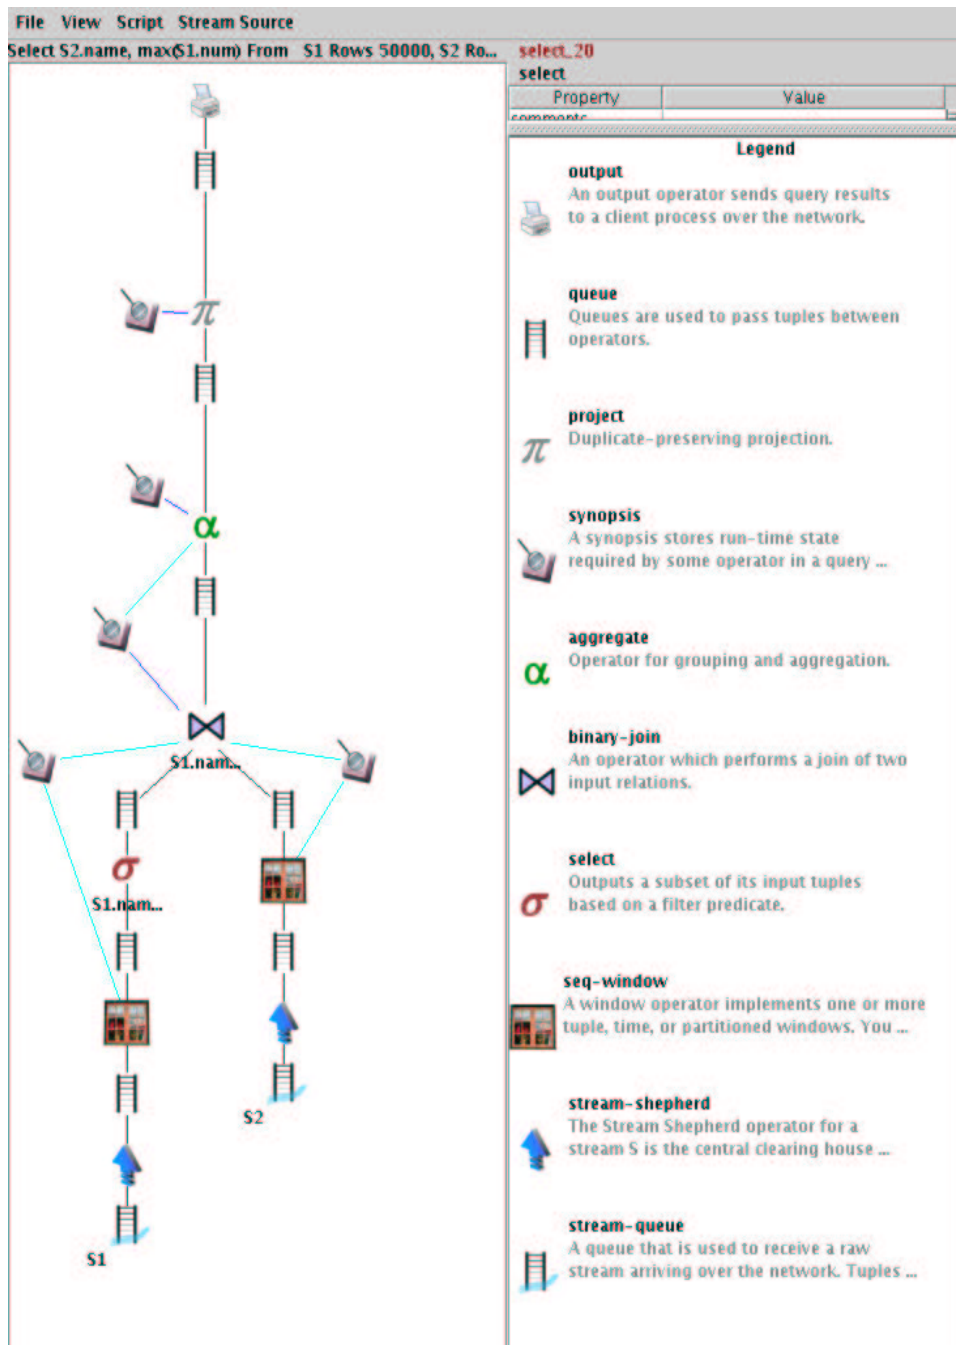 File View Script Stream Source
Select S2.name, max(S1.num) From S1 Rows 50000, S2 Ro...
select_20
select
Property Value
comments
Legend
output
An output operator sends query results
to a client process over the network.
queue
Queues are used to pass tuples between
operators.
project
Duplicate-preserving projection.
synopsis
A synopsis stores run-time state
required by some operator in a query ...
aggregate
Operator for grouping and aggregation.
binary-join
An operator which performs a join of two
input relations.
select
Outputs a subset of its input tuples
based on a filter predicate.
seq-window
A window operator implements one or more
tuple, time, or partitioned windows. You ...
stream-shepherd
The Stream Shepherd operator for a
stream S is the central clearing house ...
stream-queue
A queue that is used to receive a raw
stream arriving over the network. Tuples ...
π
α
S1.nam...
σ
S1.nam...
S2
S1
π
α
σ